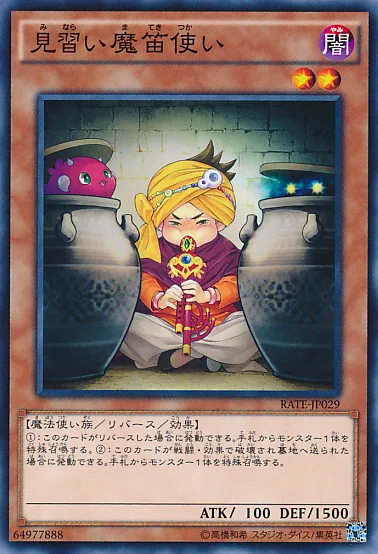 見習い魔笛使い
闇
RATE-JP029
【魔法使い族／リバース／効果】
①：このカードがリバースした場合に発動できる。手札からモンスター１体を
特殊召喚する。②：このカードが戦闘・効果で破壊され墓地へ送られた
場合に発動できる。手札からモンスター１体を特殊召喚する。
ATK/ 100 DEF/1500
64977888
©高橋和希 スタジオ・ダイス/集英社